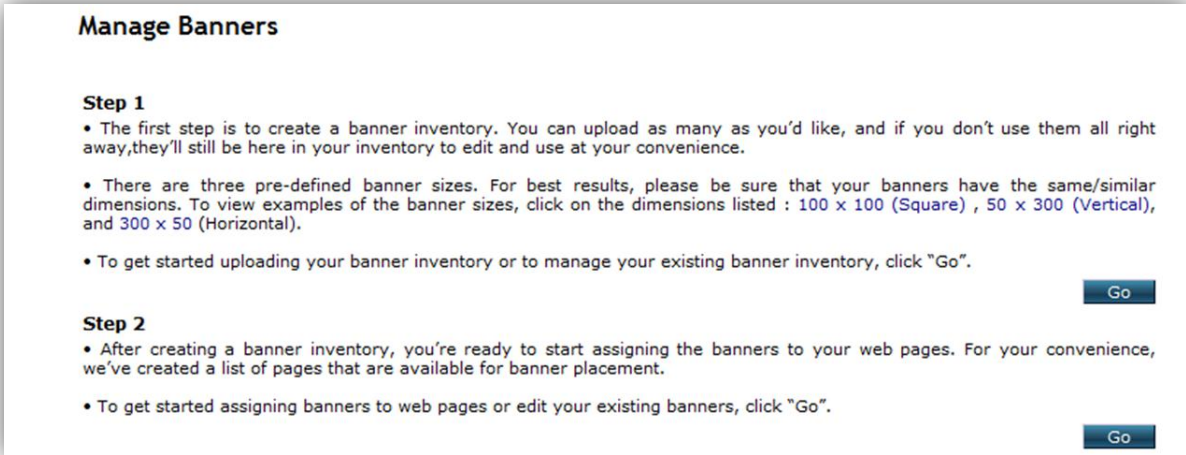 Manage Banners
Step 1
• The first step is to create a banner inventory. You can upload as many as you’d like, and if you don’t use them all right
away,they’ll still be here in your inventory to edit and use at your convenience.
• There are three pre-defined banner sizes. For best results, please be sure that your banners have the same/similar
dimensions. To view examples of the banner sizes, click on the dimensions listed : 100 x 100 (Square) , 50 x 300 (Vertical),
and 300 x 50 (Horizontal).
• To get started uploading your banner inventory or to manage your existing banner inventory, click “Go”.
Go
Step 2
• After creating a banner inventory, you’re ready to start assigning the banners to your web pages. For your convenience,
we’ve created a list of pages that are available for banner placement.
• To get started assigning banners to web pages or edit your existing banners, click “Go”.
Go